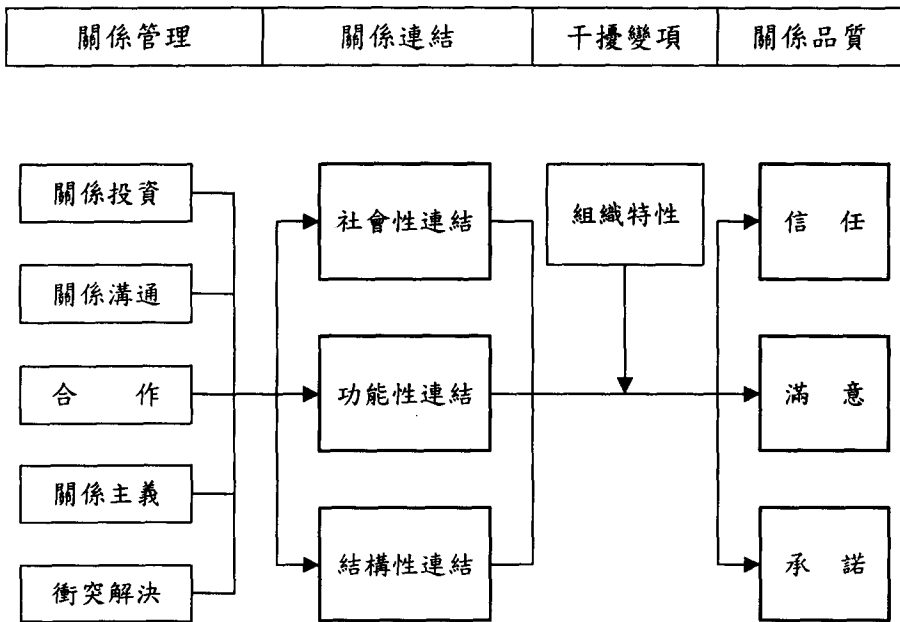 關係管理 關係連結 干擾變項 關係品質
關係投資
關係溝通
合 作
關係主義
衝突解決
社會性連結
功能性連結
結構性連結
組織特性
信 任
滿 意
承 諾